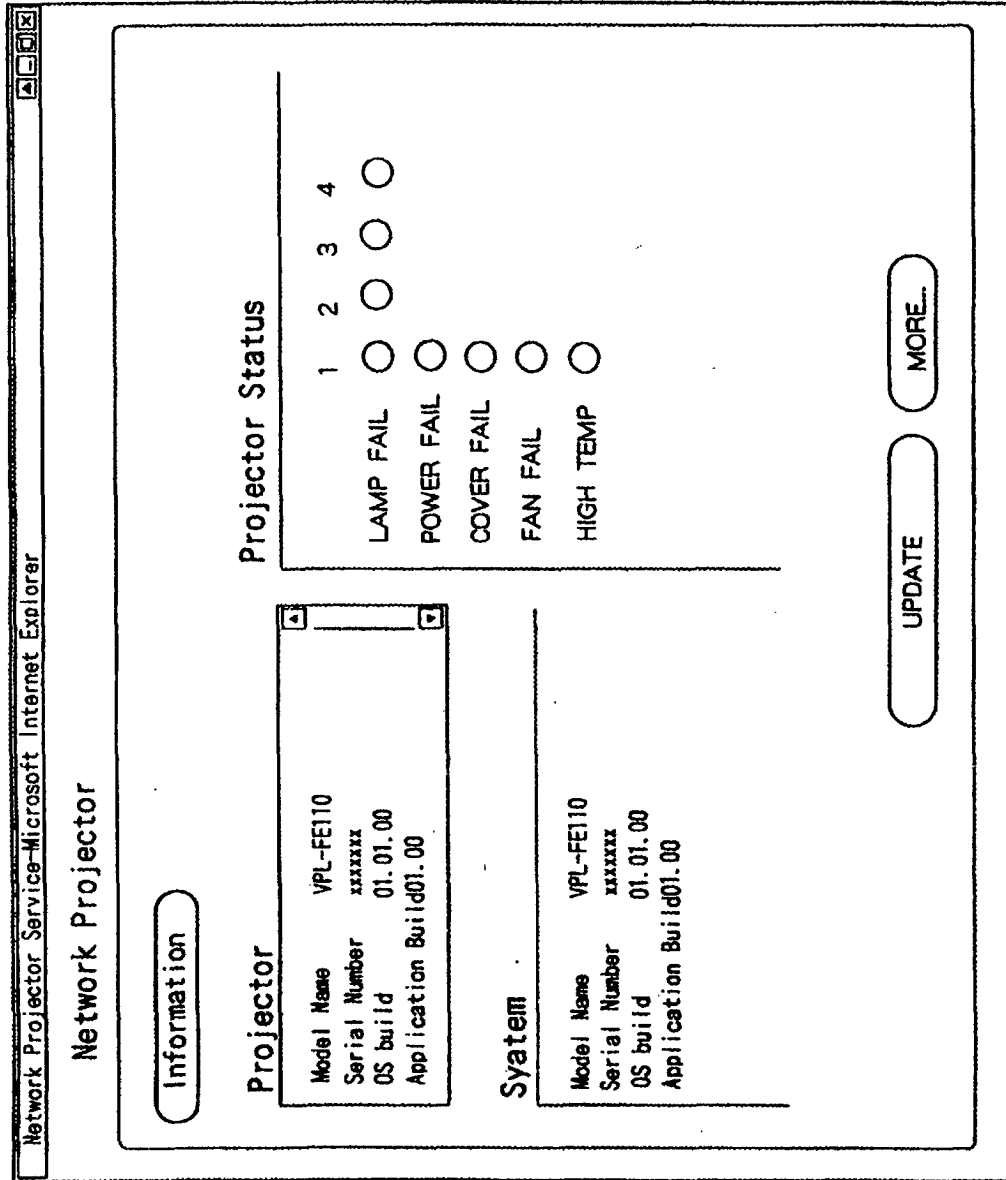 Network Projector Service-Microsoft Internet Explorer
Network Projector
Information
Projector
Model Name VPL-FE110
Serial Number xxxxxxx
OS build 01.01.00
Application Build01.00
Syatem
Model Name VPL-FE110
Serial Number xxxxxxx
OS build 01.01.00
Application Build01.00
Projector Status
1 2 3 4
LAMP FAIL
POWER FAIL
COVER FAIL
FAN FAIL
HIGH TEMP
UPDATE
MORE...